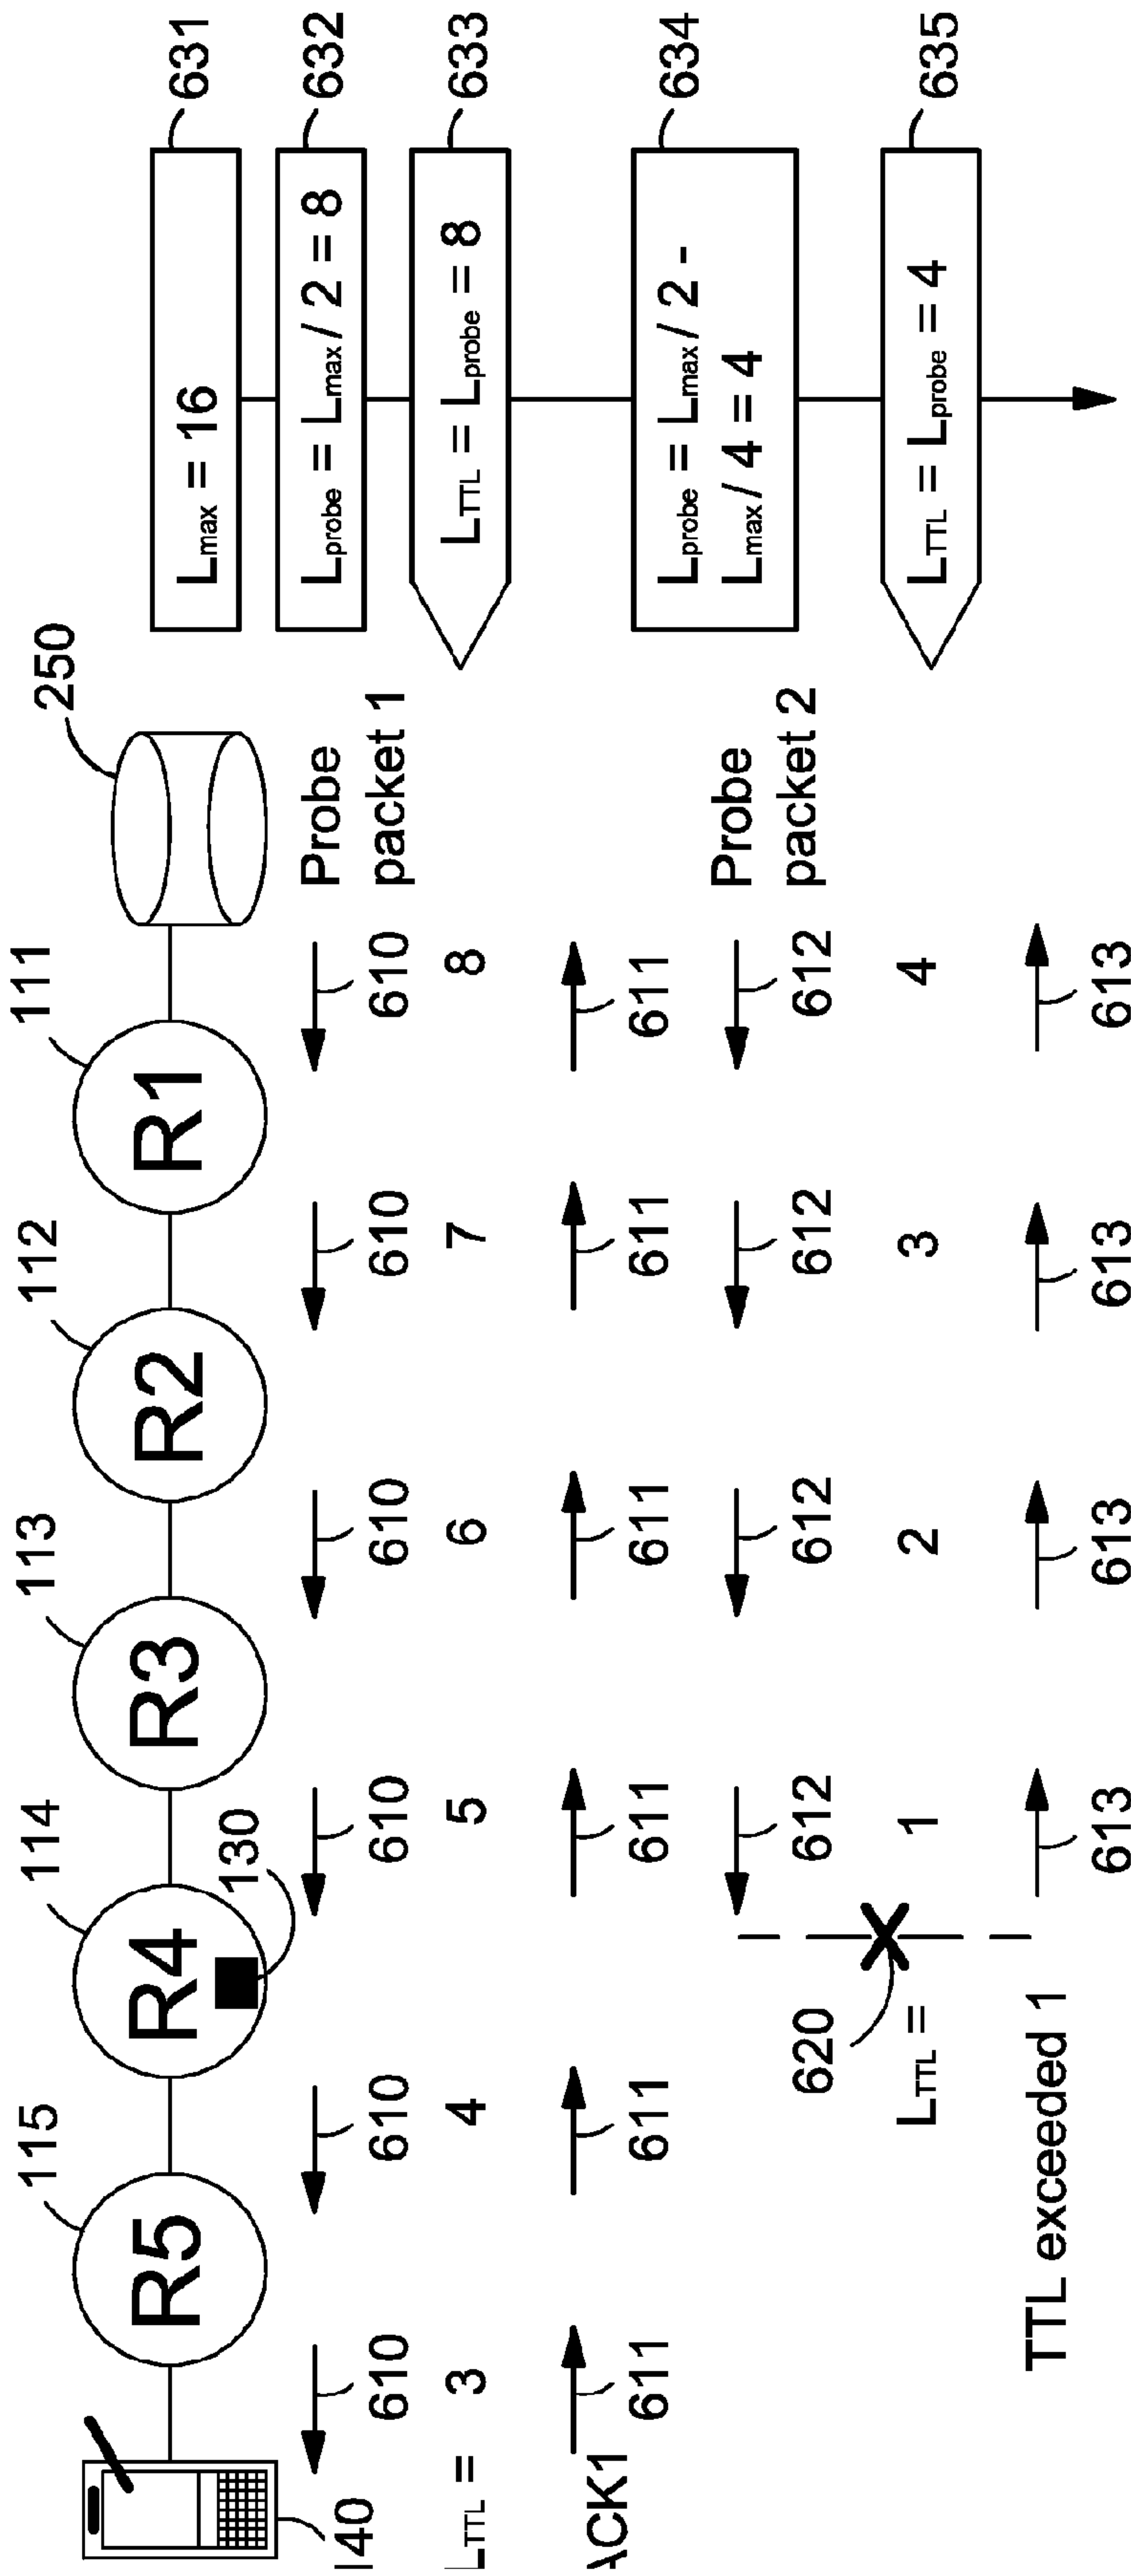 115
114
113
112
111
250
R5
R4
R3
R2
R1
130
140
610
610
610
610
610
610
Probe
packet 1
LTTL = 3
4
5
6
7
8
ACK1
611
611
611
611
611
611
Probe
packet 2
612
612
612
612
620
LTTL =
1
2
3
4
TTL exceeded 1
613
613
613
613
Lmax = 16
631
Lprobe = Lmax / 2 = 8
632
LTTL = Lprobe = 8
633
Lprobe = Lmax / 2 -
Lmax / 4 = 4
634
LTTL = Lprobe = 4
635